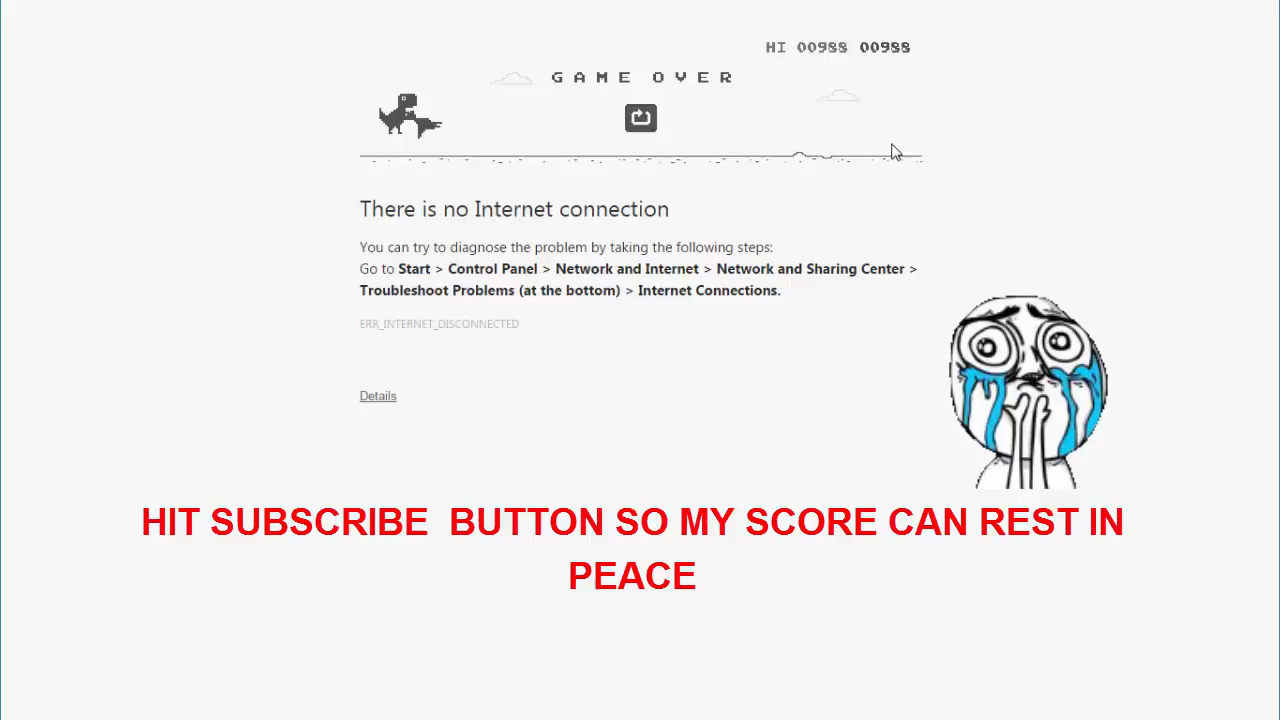 HI 00988 00988
GAME OVER
There is no Internet connection
You can try to diagnose the problem by taking the following steps:
Go to Start > Control Panel > Network and Internet > Network and Sharing Center >
Troubleshoot Problems (at the bottom) > Internet Connections.
ERR_INTERNET_DISCONNECTED
Details
HIT SUBSCRIBE  BUTTON SO MY SCORE CAN REST IN
PEACE